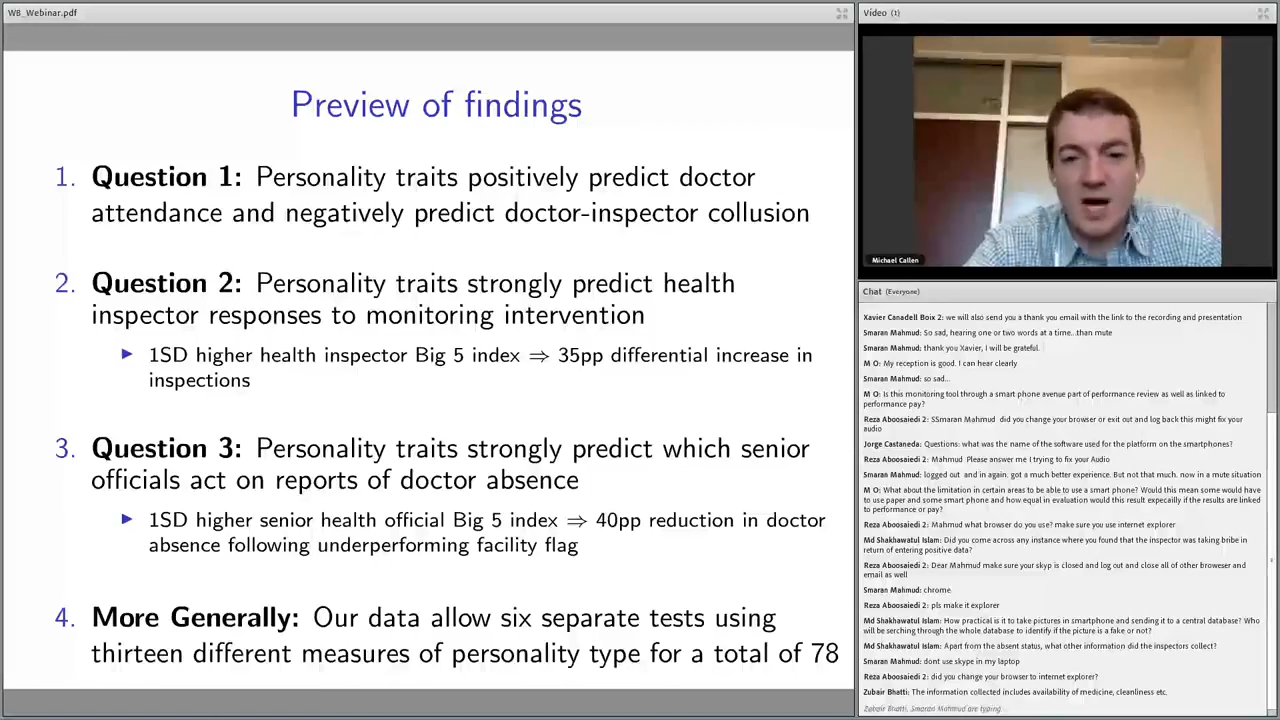 WB_Webinar.pdf
Preview of findings
1. Question 1: Personality traits positively predict doctor
attendance and negatively predict doctor-inspector collusion
2. Question 2: Personality traits strongly predict health
inspector responses to monitoring intervention
1SD higher health inspector Big 5 index ⇒ 35pp differential increase in
inspections
3. Question 3: Personality traits strongly predict which senior
officials act on reports of doctor absence
1SD higher senior health official Big 5 index ⇒ 40pp reduction in doctor
absence following underperforming facility flag
4. More Generally: Our data allow six separate tests using
thirteen different measures of personality type for a total of 78
Vídeo (1)
Michael Callen
Chat (Everyone)
Xavier Canadell Boix 2: we will also send you a thank you email with the link to the recording and presentation
Smaran Mahmud: So sad, hearing one or two words at a time...than mute
Smaran Mahmud: thank you Xavier, I will be grateful.
M O: My reception is good. I can hear clearly
Smaran Mahmud: so sad...
M O: Is this monitoring tool through a smart phone avenue part of performance review as well as linked to
performance pay?
Reza Aboosaiedi 2: SSmaran Mahmud did you change your browser or exit out and log back this might fix your
audio
Jorge Castaneda: Questions: what was the name of the software used for the platform on the smartphones?
Reza Aboosaiedi 2: Mahmud Please answer me I trying to fix your Audio
Smaran Mahmud: logged out and in again. got a much better experience. But not that much. now in a mute situation
M O: What about the limitation in certain areas to be able to use a smart phone? Would this mean some would have
to use paper and some smart phone and how equal in evaluation would this result expecially if the results are linked
to performance or pay?
Reza Aboosaiedi 2: Mahmud what browser do you use? make sure you use internet explorer
Md Shakhawatul Islam: Did you come across any instance where you found that the inspector was taking bribe in
return of entering positive data?
Reza Aboosaiedi 2: Dear Mahmud make sure your skyp is closed and log out and close all of other broweser and
email as well
Smaran Mahmud: chrome
Reza Aboosaiedi 2: pls make it explorer
Md Shakhawatul Islam: How practical is it to take pictures in smartphone and sending it to a central database? Who
will be serching through the whole database to identify if the picture is a fake or not?
Md Shakhawatul Islam: Apart from the absent status, what other information did the inspectors collect?
Smaran Mahmud: dont use skype in my laptop
Reza Aboosaiedi 2: did you change your browser to internet explorer?
Zubair Bhatti: The information collected includes availability of medicine, cleanliness etc.
Zubair Bhatti, Smaran Mahmud are typing...